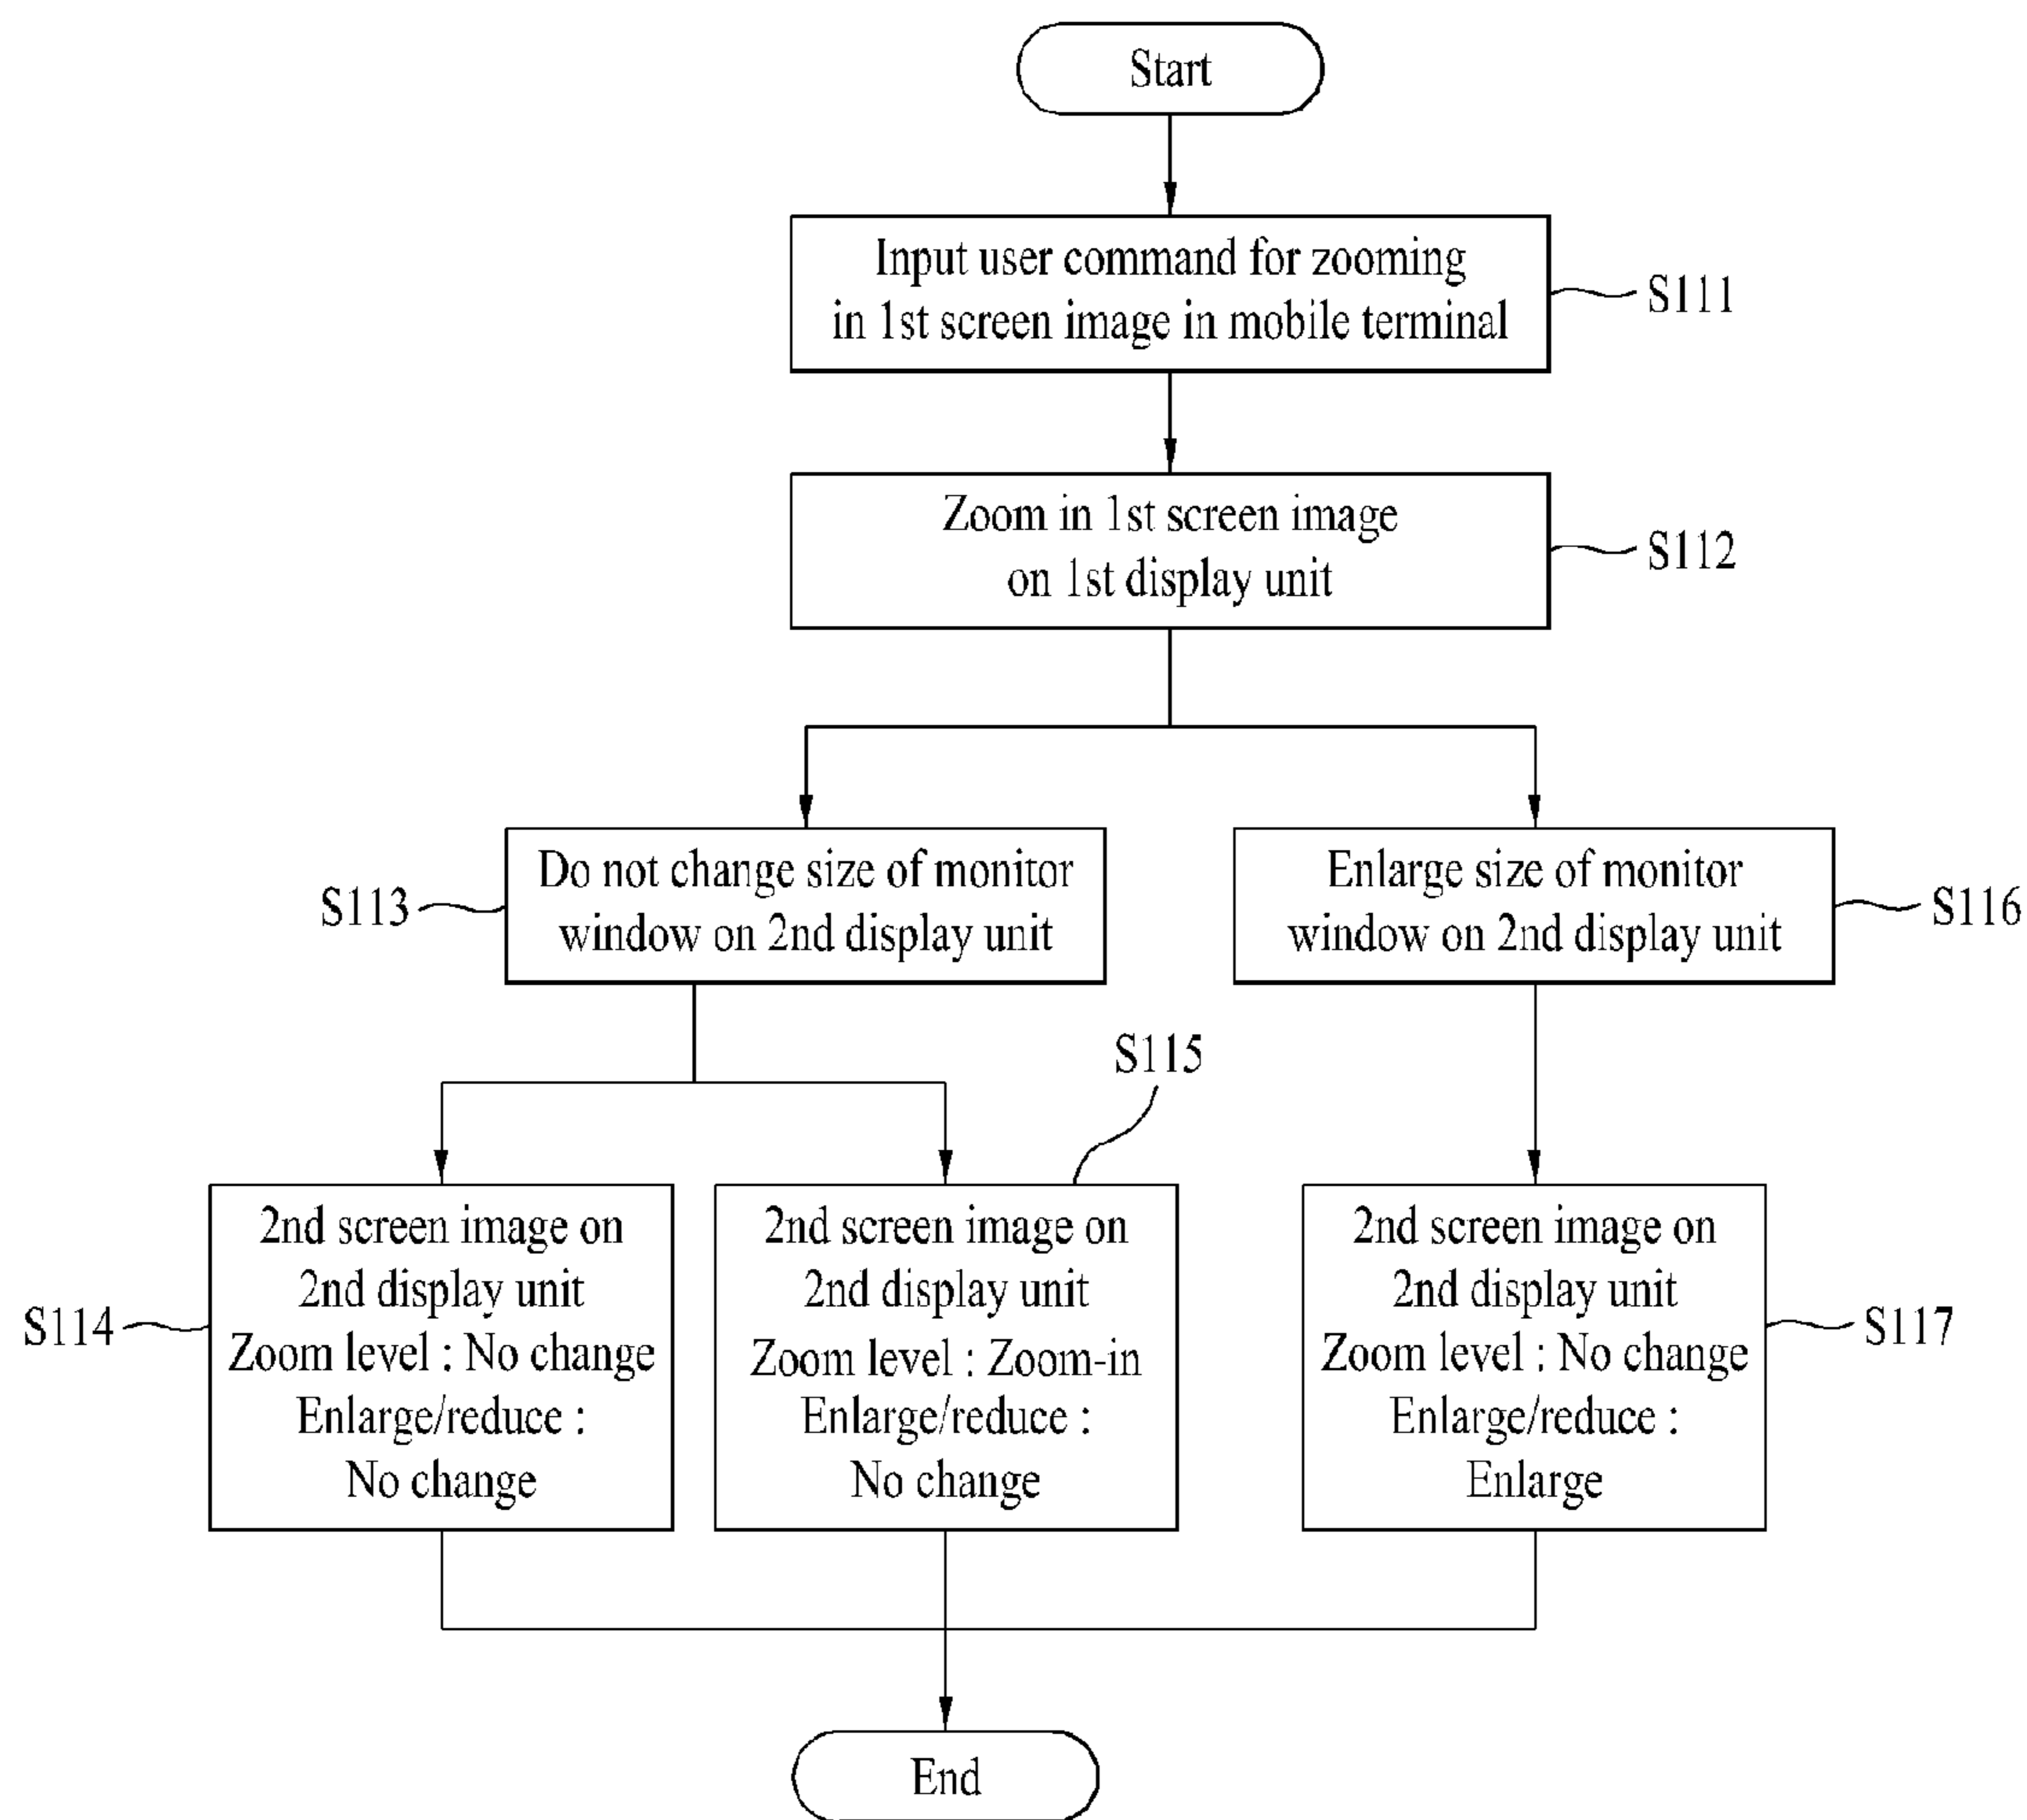 Start
Input user command for zooming
in 1st screen image in mobile terminal
S111
Zoom in 1st screen image
on 1st display unit
S112
Do not change size of monitor
window on 2nd display unit
S113
Enlarge size of monitor
window on 2nd display unit
S116
S115
2nd screen image on
2nd display unit
Zoom level : No change
Enlarge/reduce :
No change
S114
2nd screen image on
2nd display unit
Zoom level : Zoom-in
Enlarge/reduce :
No change
2nd screen image on
2nd display unit
Zoom level : No change
Enlarge/reduce :
Enlarge
S117
End